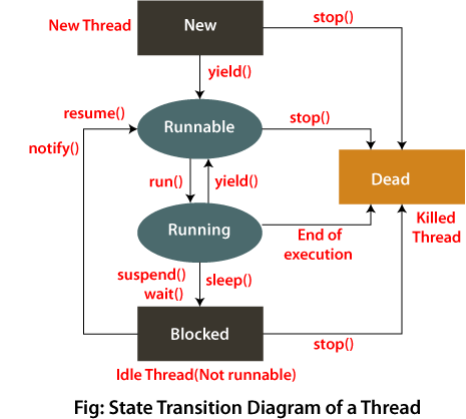 New Thread
New
stop()
yield()
resume()
Runnable
stop()
notify()
run()
yield()
Dead
Running
End of
execution
Killed
Thread
suspend()
wait()
sleep()
Blocked
stop()
Idle Thread(Not runnable)
Fig: State Transition Diagram of a Thread